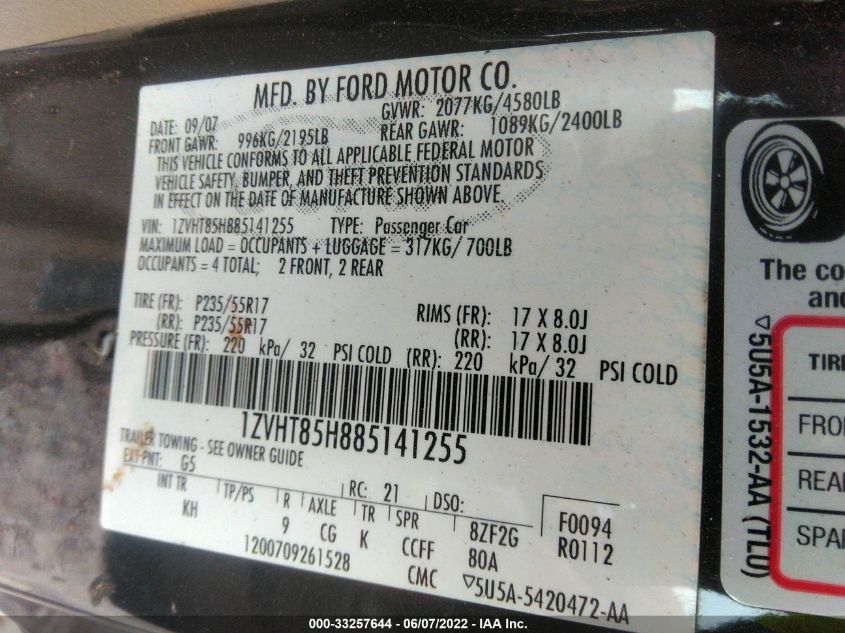 MFD. BY FORD MOTOR CO.
DATE: 09/07 GVWR: 2077KG/4580LB
FRONT GAWR: 996KG/2195LB REAR GAWR: 1089KG/2400LB
THIS VEHICLE CONFORMS TO ALL APPLICABLE FEDERAL MOTOR
VEHICLE SAFETY, BUMPER, AND THEFT PREVENTION STANDARDS
IN EFFECT ON THE DATE OF MANUFACTURE SHOWN ABOVE.
VIN: 1ZVHT85H885141255 TYPE: Passenger Car
MAXIMUM LOAD = OCCUPANTS + LUGGAGE = 317KG/ 700LB
OCCUPANTS = 4 TOTAL; 2 FRONT, 2 REAR
TIRE (FR): P235/55R17 RIMS (FR): 17 X 8.0J
(RR): P235/55R17 (RR): 17 X 8.0J
PRESSURE (FR): 220 kPa/ 32 PSI COLD (RR): 220 kPa/ 32 PSI COLD
1ZVHT85H885141255
TRAILER TOWING - SEE OWNER GUIDE
EXT PNT: G5 RC: 21 DSO:
INT TR TP/PS R AXLE TR SPR 8ZF2G F0094
KH 9 CG K CCFF 80A R0112
1200709261528 CMC ▽5U5A-5420472-AA
The co
and
▽5U5A-1532-AA (TLU)
TIRE
FRO
REA
SPA
000-33257644 - 06/07/2022 - IAA Inc.